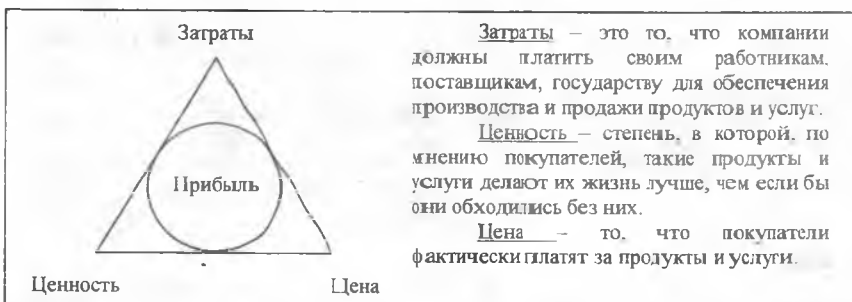 Затраты
Прибыль
Ценность
Цена
Затраты – это то, что компании
должны платить своим работникам,
поставщикам, государству для обеспечения
производства и продажи продуктов и услуг.
Ценность – степень, в которой, по
мнению покупателей, такие продукты и
услуги делают их жизнь лучше, чем если бы
они обходились без них.
Цена – то, что покупатели
фактически платят за продукты и услуги.